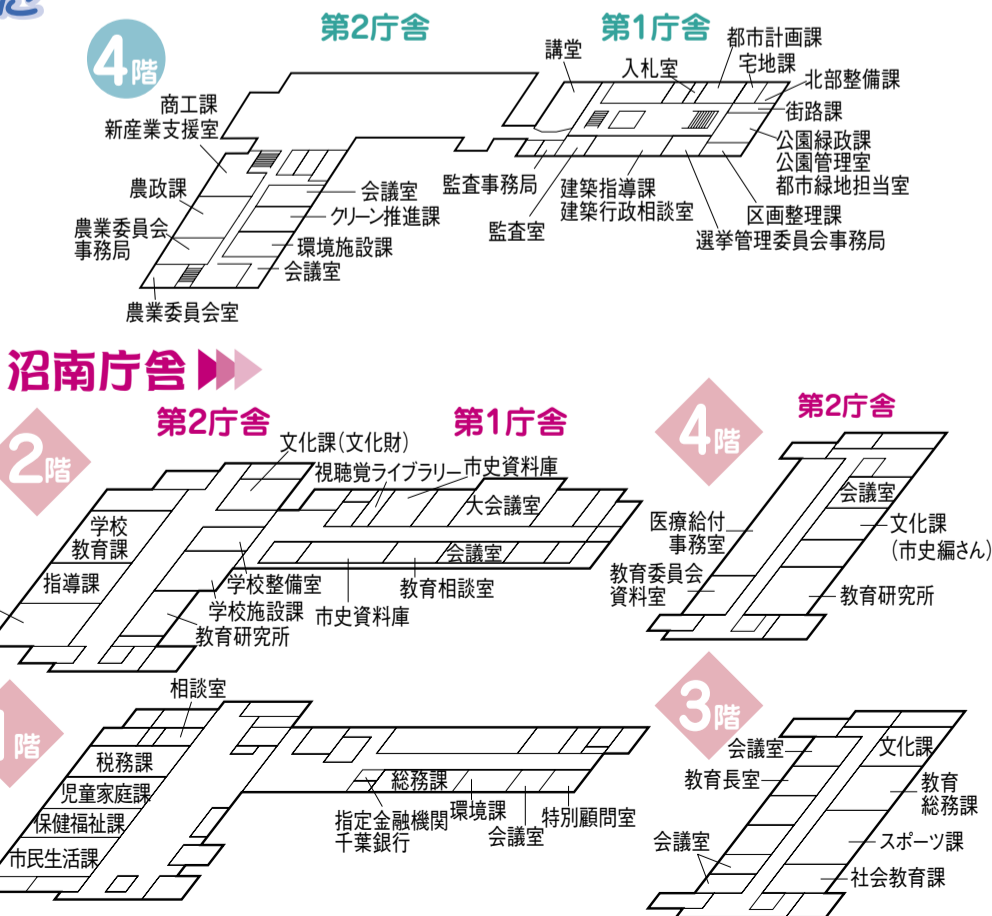 4階
第2庁舎
第1庁舎
商工課
新産業支援室
農政課
農業委員会
事務局
農業委員会室
会議室
クリーン推進課
環境施設課
会議室
講堂
入札室
都市計画課
宅地課
北部整備課
街路課
公園緑政課
公園管理室
都市緑地担当室
区画整理課
選挙管理委員会事務局
建築指導課
建築行政相談室
監査事務局
監査室
沼南庁舎
2階
第2庁舎
第1庁舎
文化課(文化財)
視聴覚ライブラリー
市史資料庫
大会議室
学校
教育課
指導課
会議室
学校整備室
学校施設課
教育研究所
市史資料庫
教育相談室
4階
第2庁舎
会議室
医療給付
事務室
文化課
(市史編さん)
教育委員会
資料室
教育研究所
階
相談室
税務課
児童家庭課
保健福祉課
市民生活課
総務課
指定金融機関
千葉銀行
環境課
会議室
特別顧問室
3階
会議室
教育長室
文化課
教育
総務課
スポーツ課
会議室
社会教育課